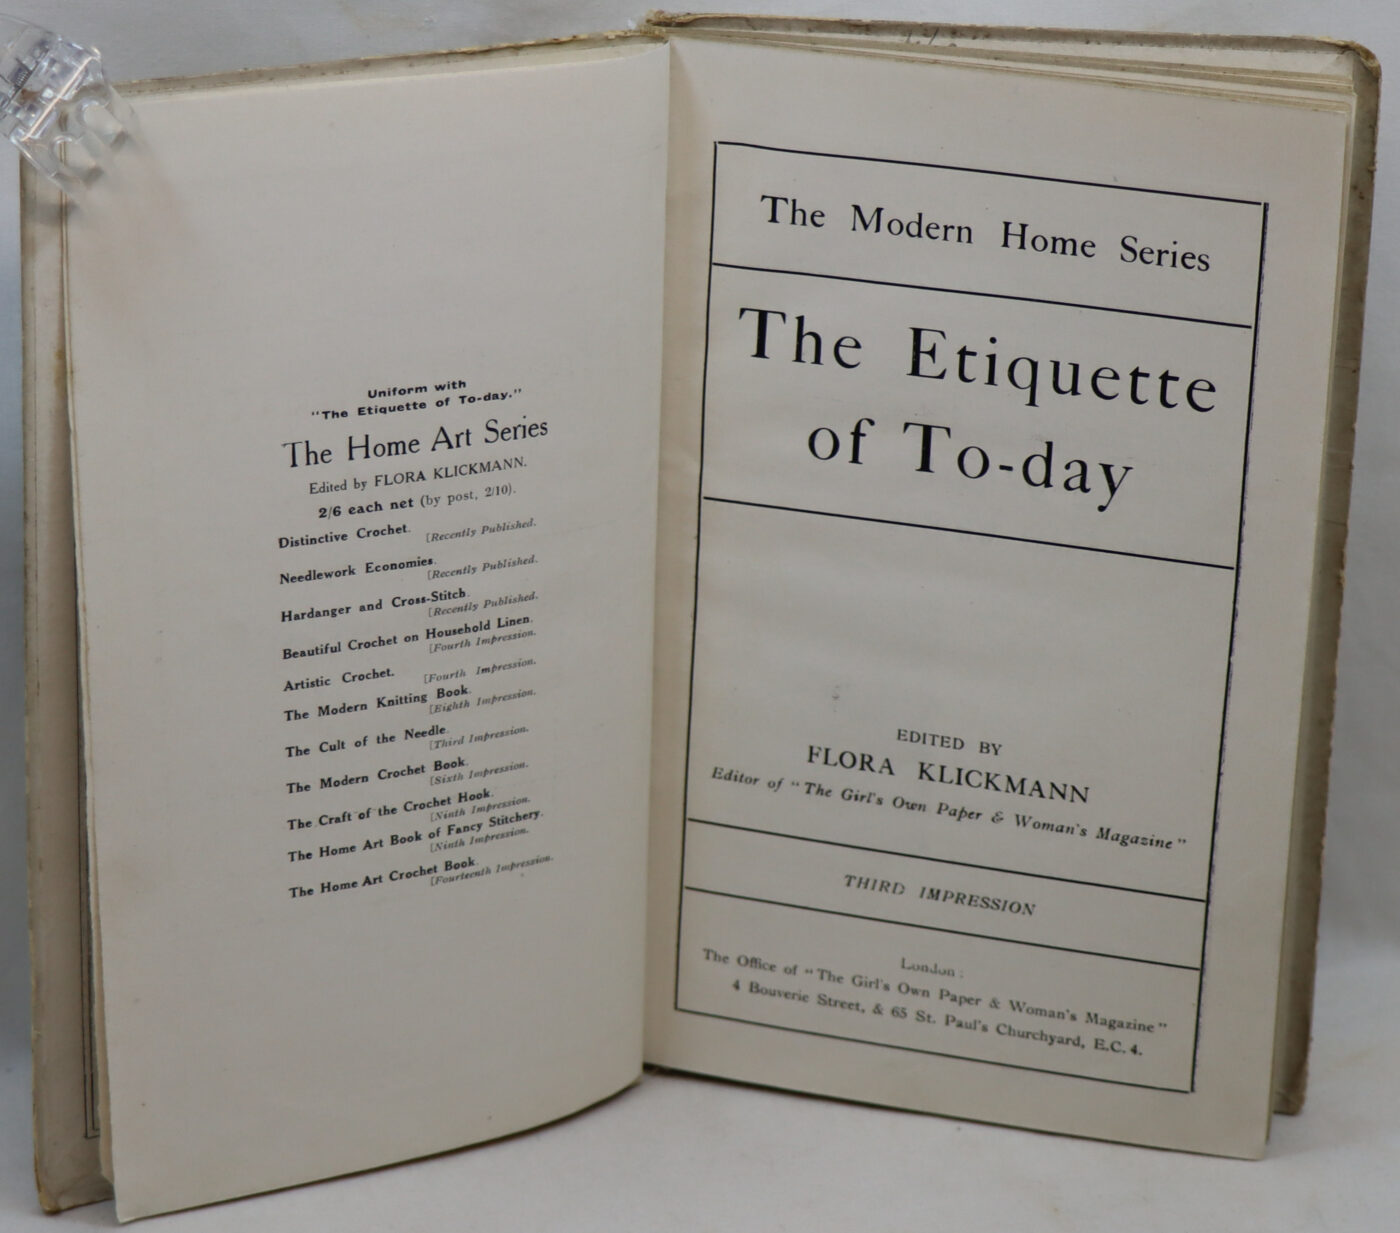 Uniform with
"The Etiquette of To-day."
The Home Art Series
Edited by FLORA KLICKMANN.
2/6 each net (by post, 2/10).
Distinctive Crochet. [Recently Published.
Needlework Economies.
[Recently Published.
Hardanger and Cross-Stitch.
[Recently Published.
Beautiful Crochet on Household Linen.
[Fourth Impression.
Artistic Crochet. [Fourth Impression.
The Modern Knitting Book.
[Eighth Impression.
The Cult of the Needle.
[Third Impression.
The Modern Crochet Book.
[Sixth Impression.
The Craft of the Crochet Hook.
[Ninth Impression.
The Home Art Book of Fancy Stitchery.
[Ninth Impression.
The Home Art Crochet Book.
[Fourteenth Impression.
The Modern Home Series
The Etiquette
of To-day
EDITED BY
FLORA KLICKMANN
Editor of "The Girl's Own Paper & Woman's Magazine"
THIRD IMPRESSION
London :
The Office of "The Girl's Own Paper & Woman's Magazine"
4 Bouverie Street, & 65 St. Paul's Churchyard, E.C. 4.